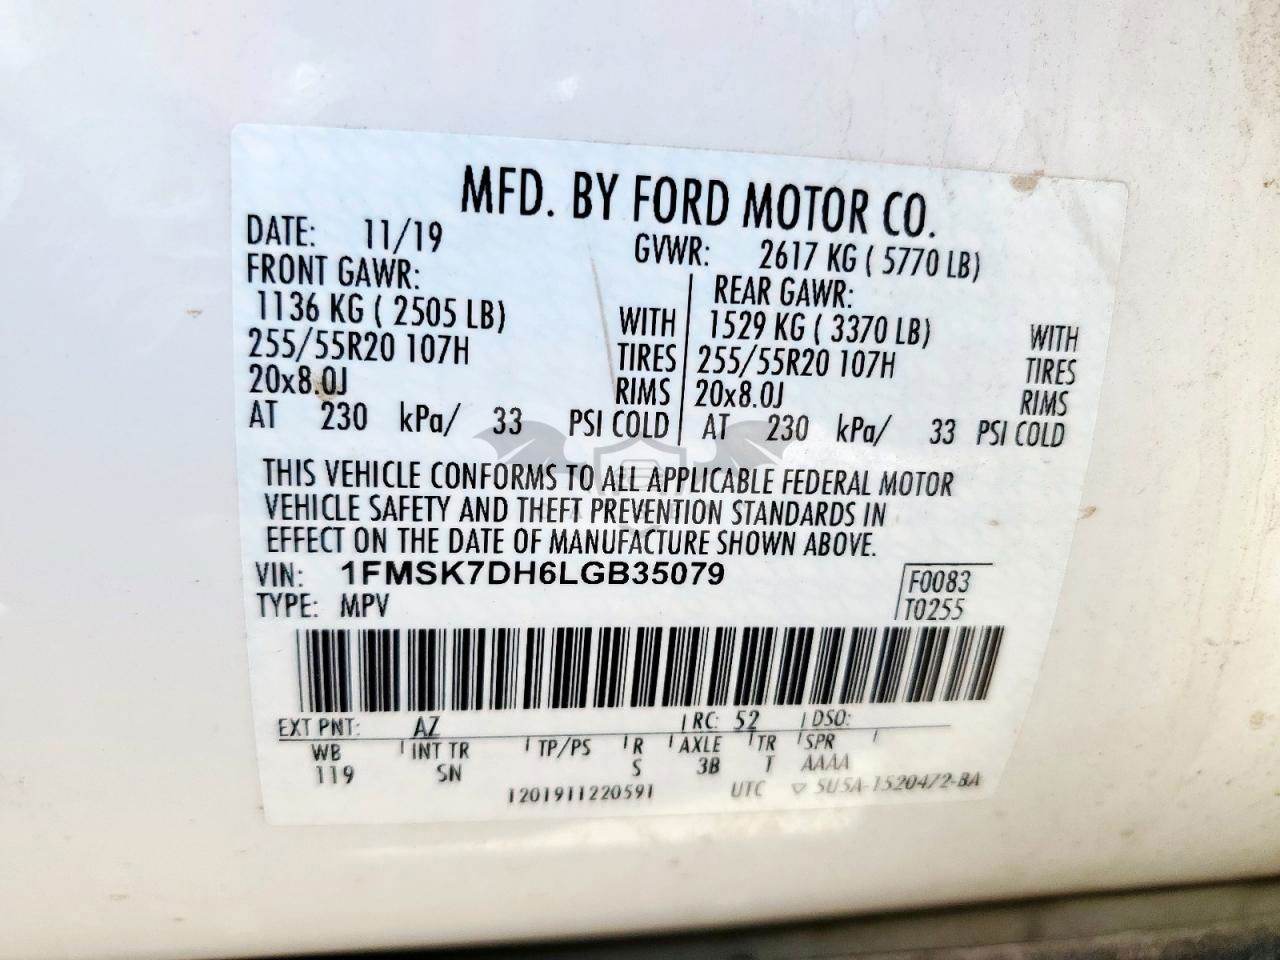 MFD. BY FORD MOTOR CO.
DATE: 11/19 GVWR: 2617 KG ( 5770 LB)
FRONT GAWR: REAR GAWR:
1136 KG ( 2505 LB) WITH 1529 KG ( 3370 LB) WITH
255/55R20 107H TIRES 255/55R20 107H TIRES
20x8.0J RIMS 20x8.0J RIMS
AT 230 kPa/ 33 PSI COLD AT 230 kPa/ 33 PSI COLD
THIS VEHICLE CONFORMS TO ALL APPLICABLE FEDERAL MOTOR
VEHICLE SAFETY AND THEFT PREVENTION STANDARDS IN
EFFECT ON THE DATE OF MANUFACTURE SHOWN ABOVE.
VIN: 1FMSK7DH6LGB35079 F0083
TYPE: MPV T0255
EXT PNT: AZ RC: 52 DSO:
WB INT TR TP/PS R AXLE TR SPR
119 SN S 3B T AAAA
1201911220591 UTC ▽ 5U5A-1520472-BA